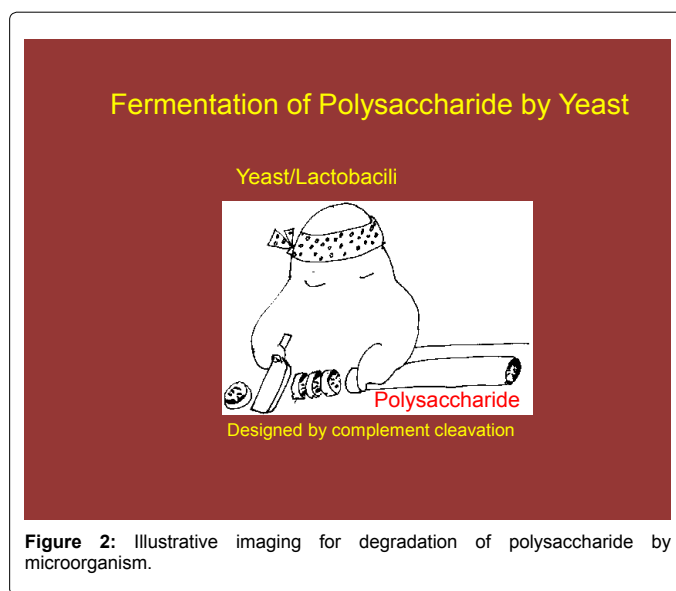 Fermentation of Polysaccharide by Yeast
Yeast/Lactobacili
Polysaccharide
Designed by complement cleavation
Figure 2: Illustrative imaging for degradation of polysaccharide by
microorganism.